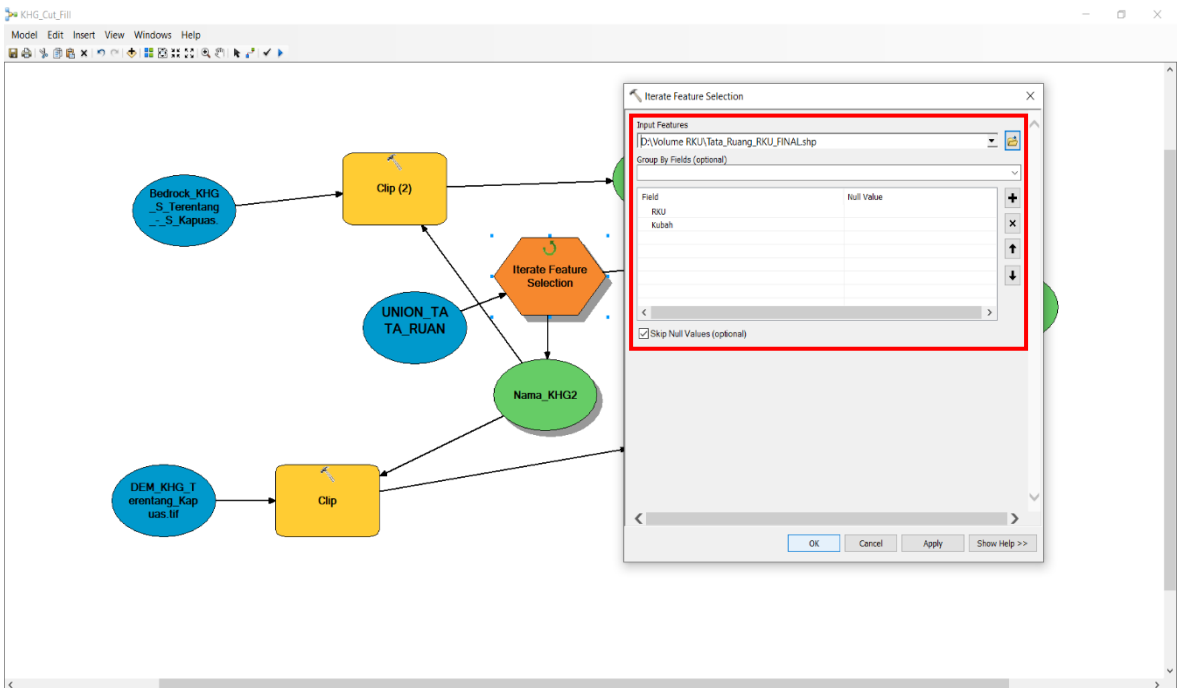 KHG_Cut_Fill
Model Edit Insert View Windows Help
Bedrock_KHG
_S_Terentang
_-_S_Kapuas.
Clip (2)
Iterate Feature
Selection
UNION_TA
TA_RUAN
Nama_KHG2
DEM_KHG_T
erentang_Kap
uas.tif
Clip
Iterate Feature Selection
Input Features
D:\Volume RKU\Tata_Ruang_RKU_FINAL.shp
Group By Fields (optional)
Field Null Value
RKU
Kubah
Skip Null Values (optional)
OK Cancel Apply Show Help >>